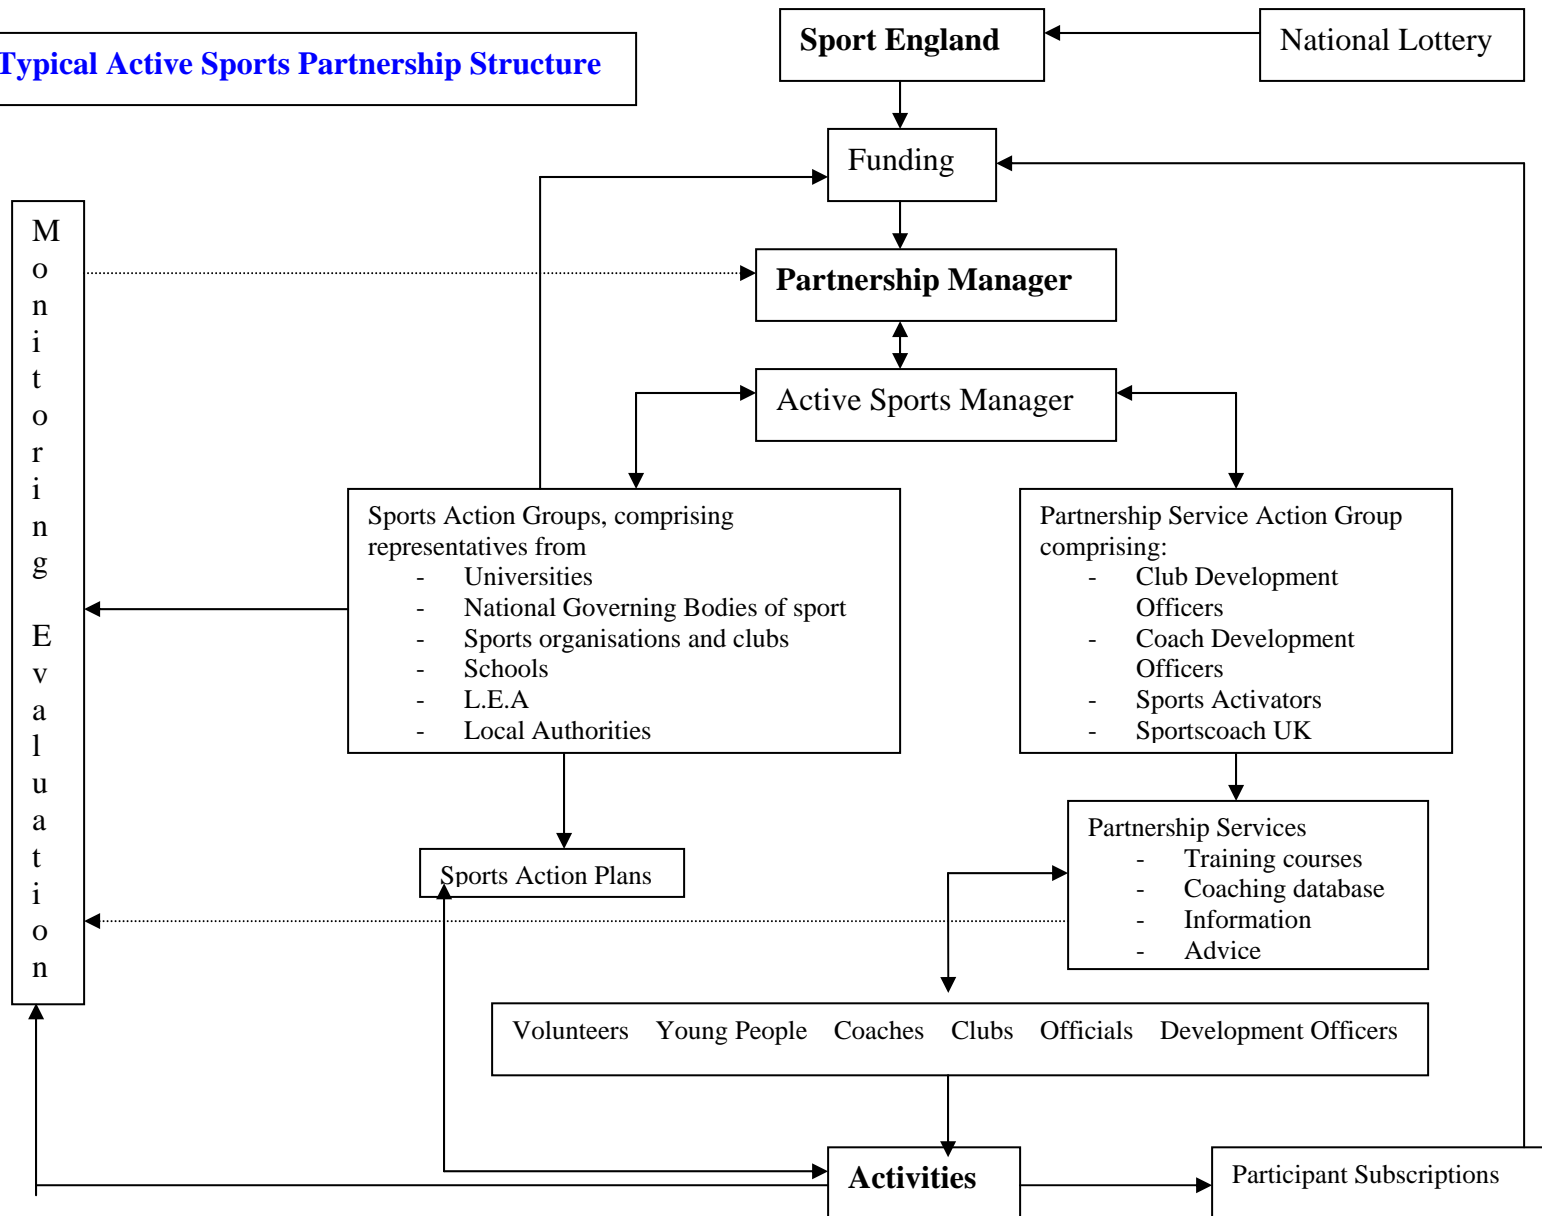 Typical Active Sports Partnership Structure
Sport England
National Lottery
Funding
Partnership Manager
Active Sports Manager
Monitoring Evaluation
Sports Action Groups, comprising
representatives from
- Universities
- National Governing Bodies of sport
- Sports organisations and clubs
- Schools
- L.E.A
- Local Authorities
Partnership Service Action Group
comprising:
- Club Development
Officers
- Coach Development
Officers
- Sports Activators
- Sportscoach UK
Sports Action Plans
Partnership Services
- Training courses
- Coaching database
- Information
- Advice
Volunteers Young People Coaches Clubs Officials Development Officers
Activities
Participant Subscriptions